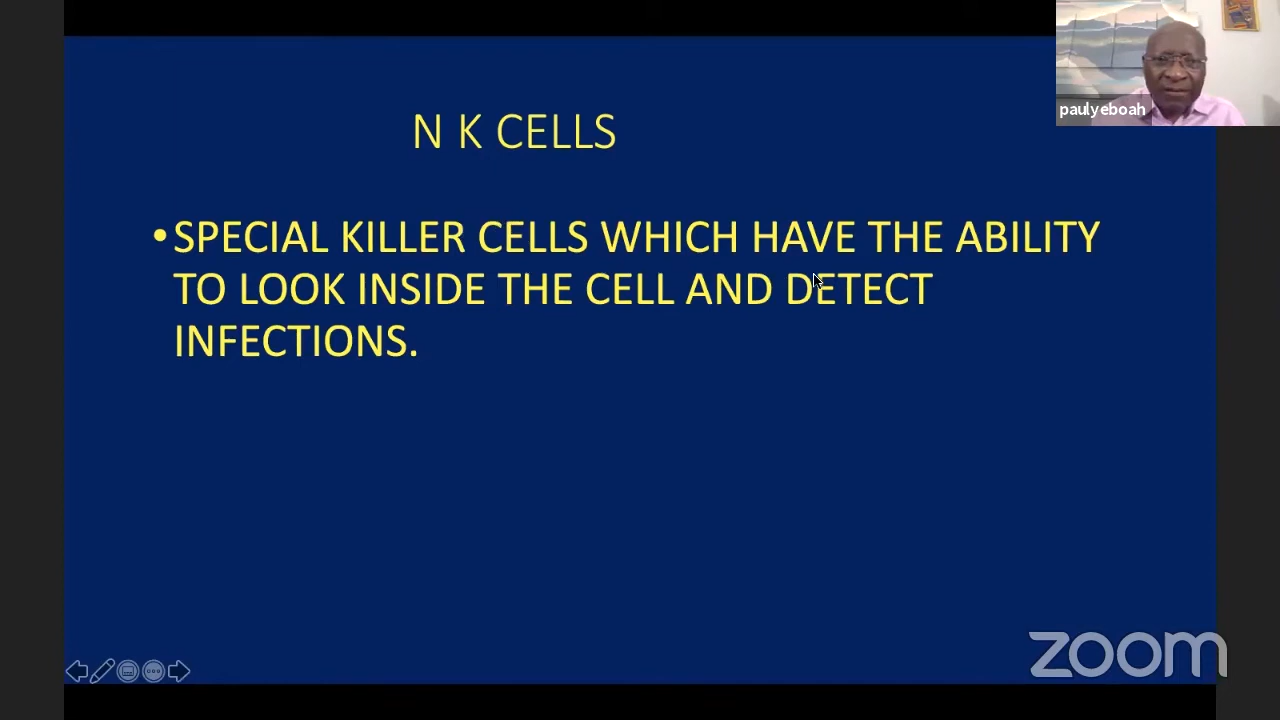 paulyeboah
N K CELLS
•SPECIAL KILLER CELLS WHICH HAVE THE ABILITY
TO LOOK INSIDE THE CELL AND DETECT
INFECTIONS.
zoom